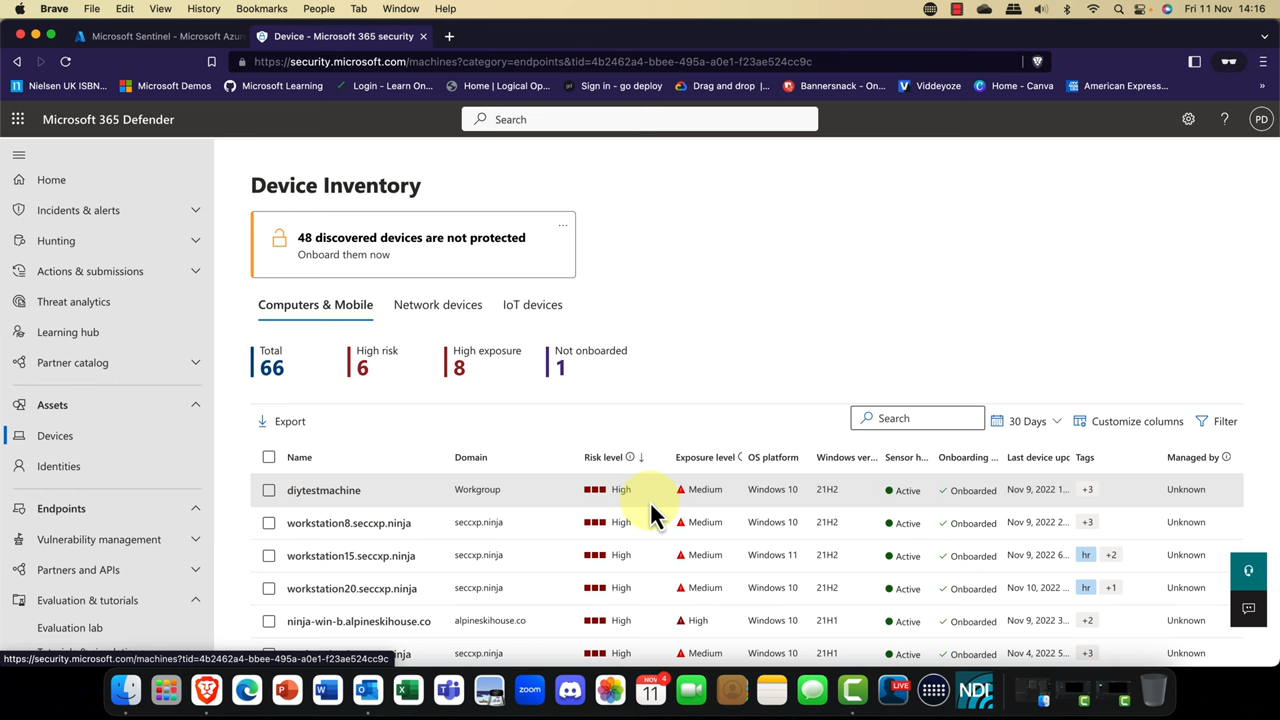 Brave File Edit View History Bookmarks People Tab Window Help Fri 11 Nov 14:16
Microsoft Sentinel - Microsoft Azu Device - Microsoft 365 security
https://security.microsoft.com/machines?category=endpoints&tid=4b2462a4-bbee-495a-a0e1-f23ae524cc9c
Nielsen UK ISBN... Microsoft Demos Microsoft Learning Login - Learn On... Home | Logical Op... Sign in - go deploy Drag and drop |... Bannersnack - On... Viddeyoze Home - Canva American Express... »
Microsoft 365 Defender Search ? PD
Home
Incidents & alerts
Hunting
Actions & submissions
Threat analytics
Learning hub
Partner catalog
Assets
Devices
Identities
Endpoints
Vulnerability management
Partners and APIs
Evaluation & tutorials
Evaluation lab
https://security.microsoft.com/machines?tid=4b2462a4-bbee-495a-a0e1-f23ae524cc9c
Device Inventory
48 discovered devices are not protected ...
Onboard them now
Computers & Mobile Network devices IoT devices
Total High risk High exposure Not onboarded
66 6 8 1
Export Search 30 Days Customize columns Filter
Name Domain Risk level Exposure level OS platform Windows ver... Sensor h... Onboarding ... Last device upd Tags Managed by
diytestmachine Workgroup High Medium Windows 10 21H2 Active Onboarded Nov 9, 2022 1... +3 Unknown
workstation8.seccxp.ninja seccxp.ninja High Medium Windows 10 21H2 Active Onboarded Nov 9, 2022 2... +3 Unknown
workstation15.seccxp.ninja seccxp.ninja High Medium Windows 11 21H2 Active Onboarded Nov 9, 2022 6... hr +2 Unknown
workstation20.seccxp.ninja seccxp.ninja High Medium Windows 10 21H2 Active Onboarded Nov 10, 2022 ... hr +1 Unknown
ninja-win-b.alpineskihouse.co alpineskihouse.co High High Windows 10 21H1 Active Onboarded Nov 9, 2022 3... +2 Unknown
.ninja seccxp.ninja High Medium Windows 10 21H1 Active Onboarded Nov 4, 2022 5... +3 Unknown
NOV 11 4 zoom LIVE NDI